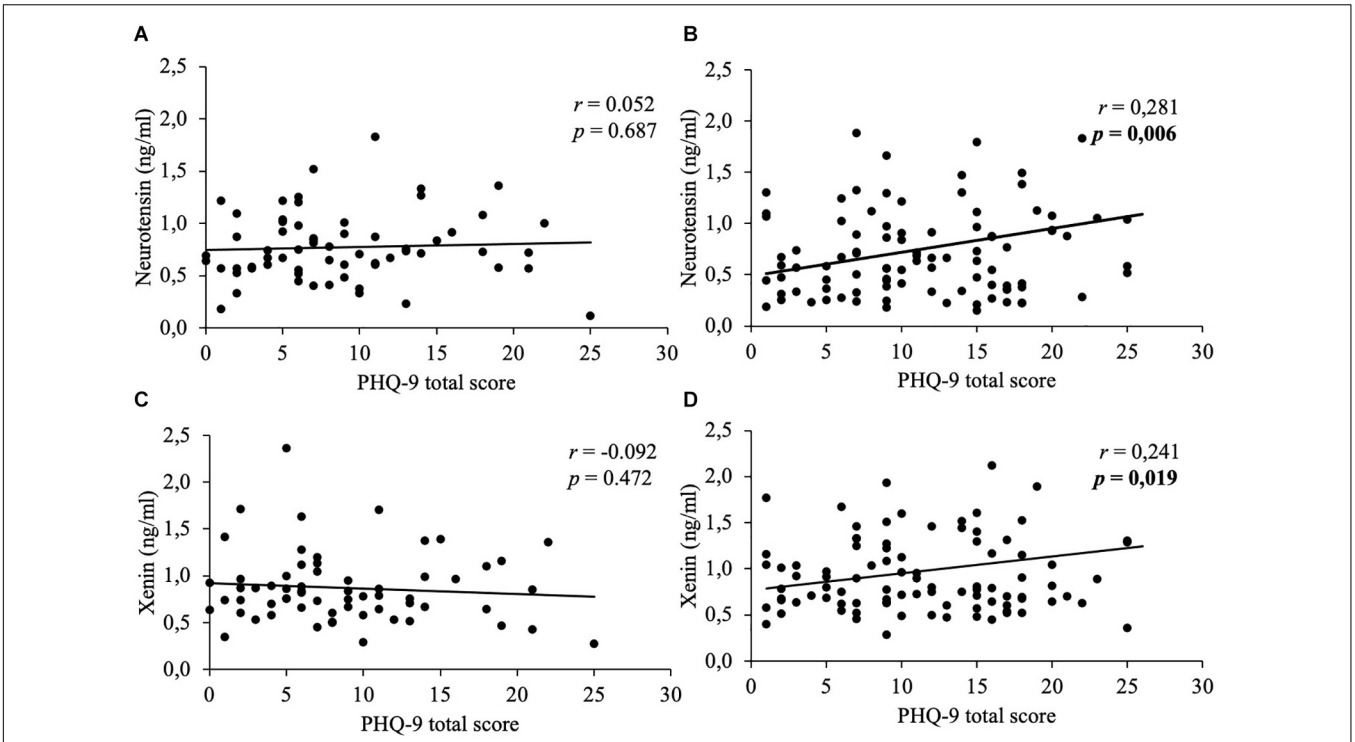 A
2,5
2,0
1,5
1,0
0,5
0,0
0 5 10 15 20 25 30
Neurotensin (ng/ml)
PHQ-9 total score
r = 0.052
p = 0.687
B
2,5
2,0
1,5
1,0
0,5
0,0
0 5 10 15 20 25 30
Neurotensin (ng/ml)
PHQ-9 total score
r = 0,281
p = 0,006
C
2,5
2,0
1,5
1,0
0,5
0,0
0 5 10 15 20 25 30
Xenin (ng/ml)
PHQ-9 total score
r = -0.092
p = 0.472
D
2,5
2,0
1,5
1,0
0,5
0,0
0 5 10 15 20 25 30
Xenin (ng/ml)
PHQ-9 total score
r = 0,241
p = 0,019